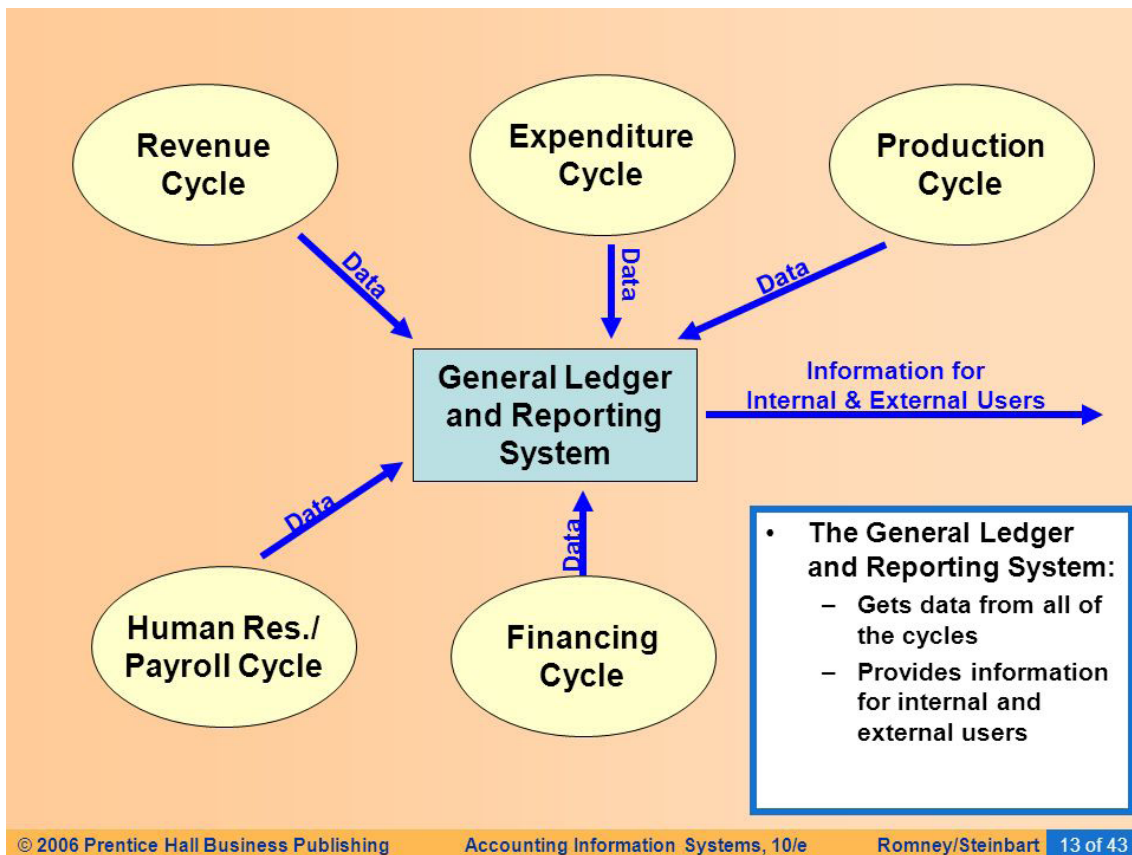 Revenue
Cycle
Expenditure
Cycle
Production
Cycle
Data
Data
Data
General Ledger
and Reporting
System
Information for
Internal & External Users
Data
Data
Human Res./
Payroll Cycle
Financing
Cycle
• The General Ledger
and Reporting System:
– Gets data from all of
the cycles
– Provides information
for internal and
external users
© 2006 Prentice Hall Business Publishing Accounting Information Systems, 10/e Romney/Steinbart 13 of 43